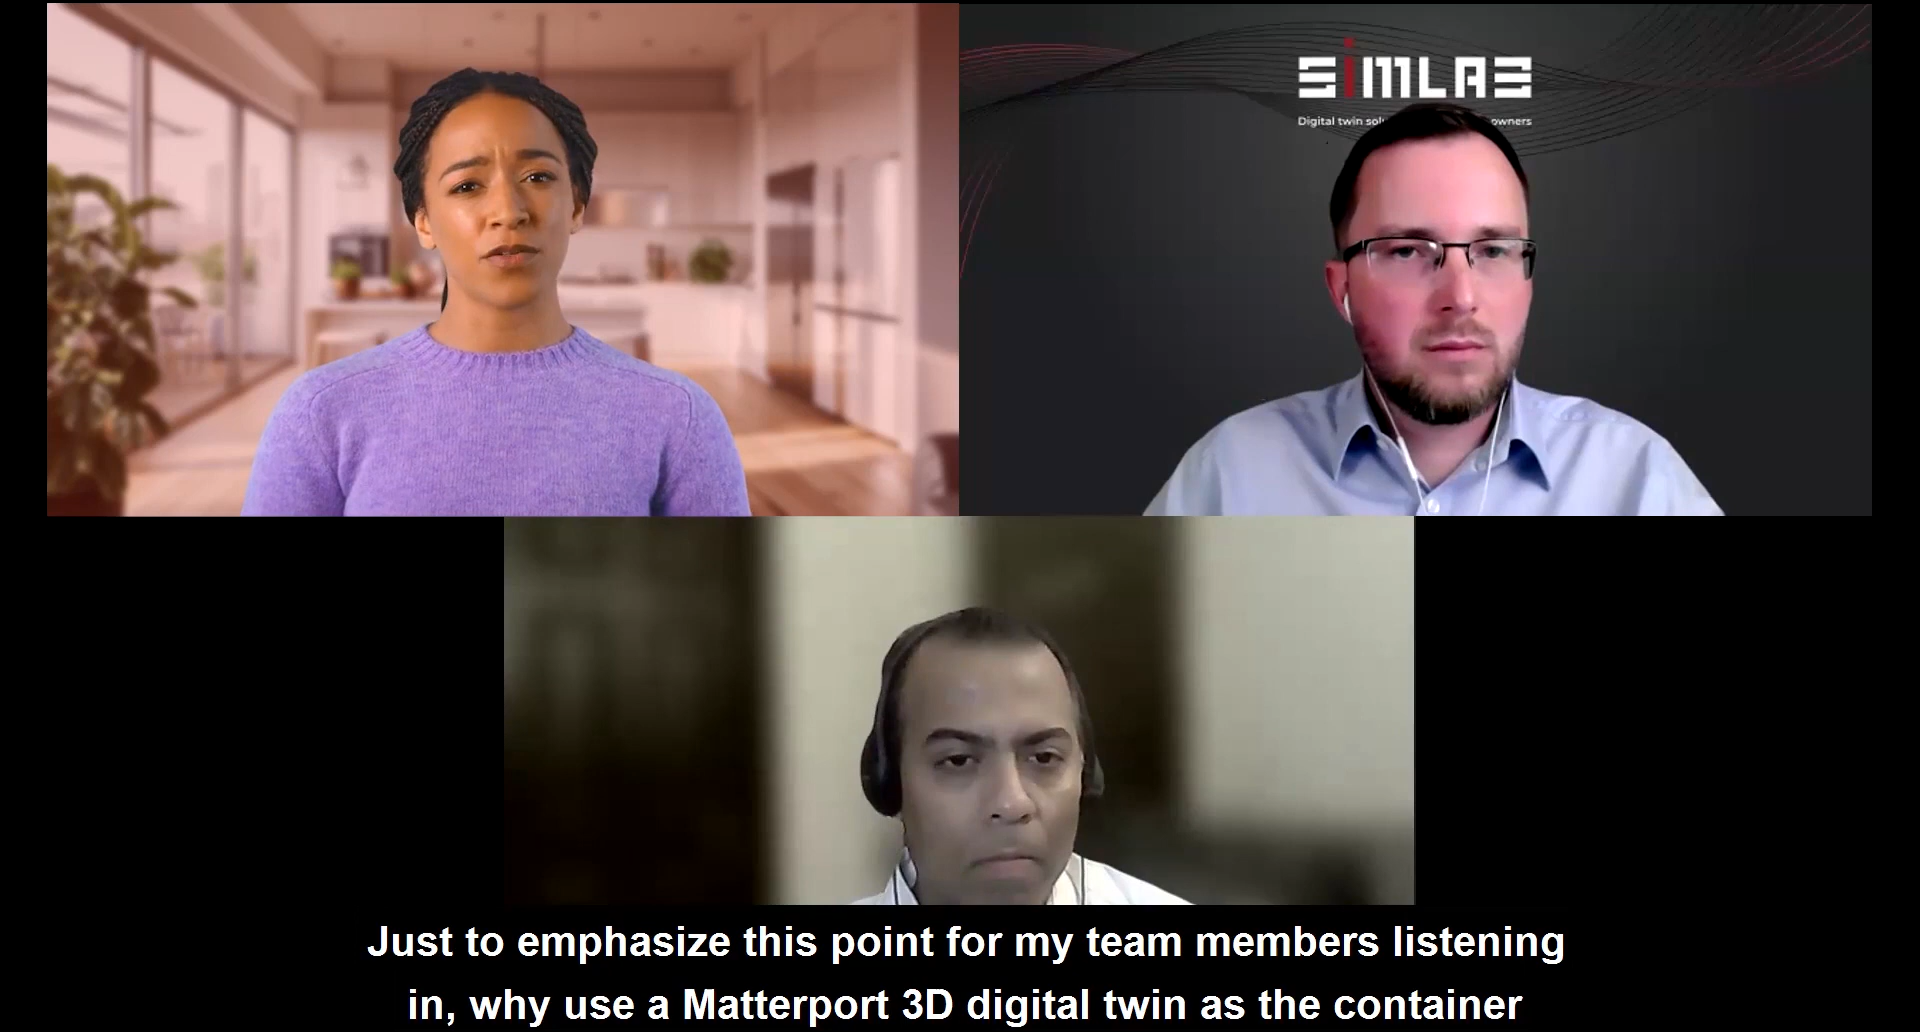 SIMLAB
Digital twin solu owners
Just to emphasize this point for my team members listening
in, why use a Matterport 3D digital twin as the container